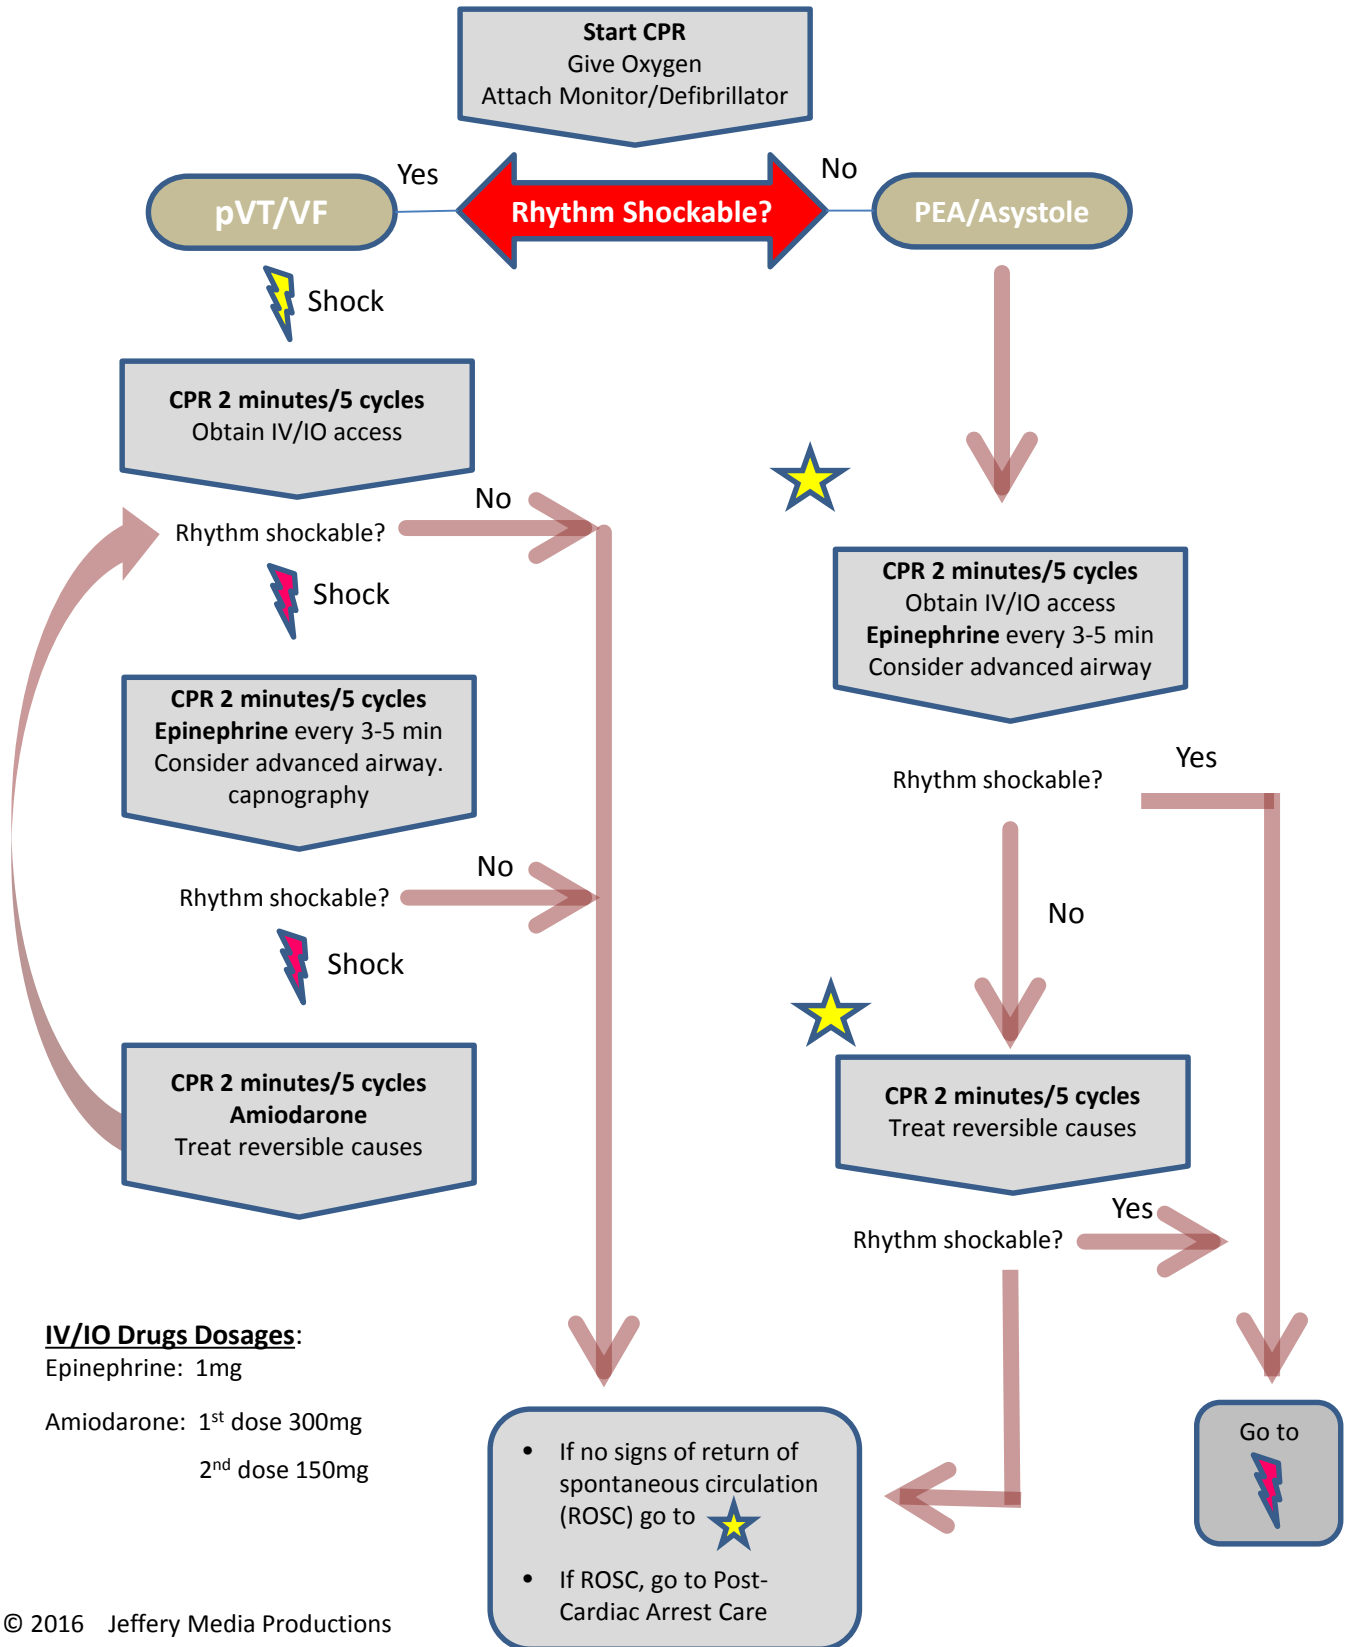 Start CPR
Give Oxygen
Attach Monitor/Defibrillator
Yes
No
pVT/VF
Rhythm Shockable?
PEA/Asystole
Shock
CPR 2 minutes/5 cycles
Obtain IV/IO access
Rhythm shockable?
No
Shock
CPR 2 minutes/5 cycles
Epinephrine every 3-5 min
Consider advanced airway.
capnography
Rhythm shockable?
No
Shock
CPR 2 minutes/5 cycles
Amiodarone
Treat reversible causes
CPR 2 minutes/5 cycles
Obtain IV/IO access
Epinephrine every 3-5 min
Consider advanced airway
Rhythm shockable?
Yes
No
CPR 2 minutes/5 cycles
Treat reversible causes
Rhythm shockable?
Yes
IV/IO Drugs Dosages:
Epinephrine: 1mg
Amiodarone: 1st dose 300mg
2nd dose 150mg
• If no signs of return of
spontaneous circulation
(ROSC) go to
• If ROSC, go to Post-
Cardiac Arrest Care
Go to
© 2016 Jeffery Media Productions